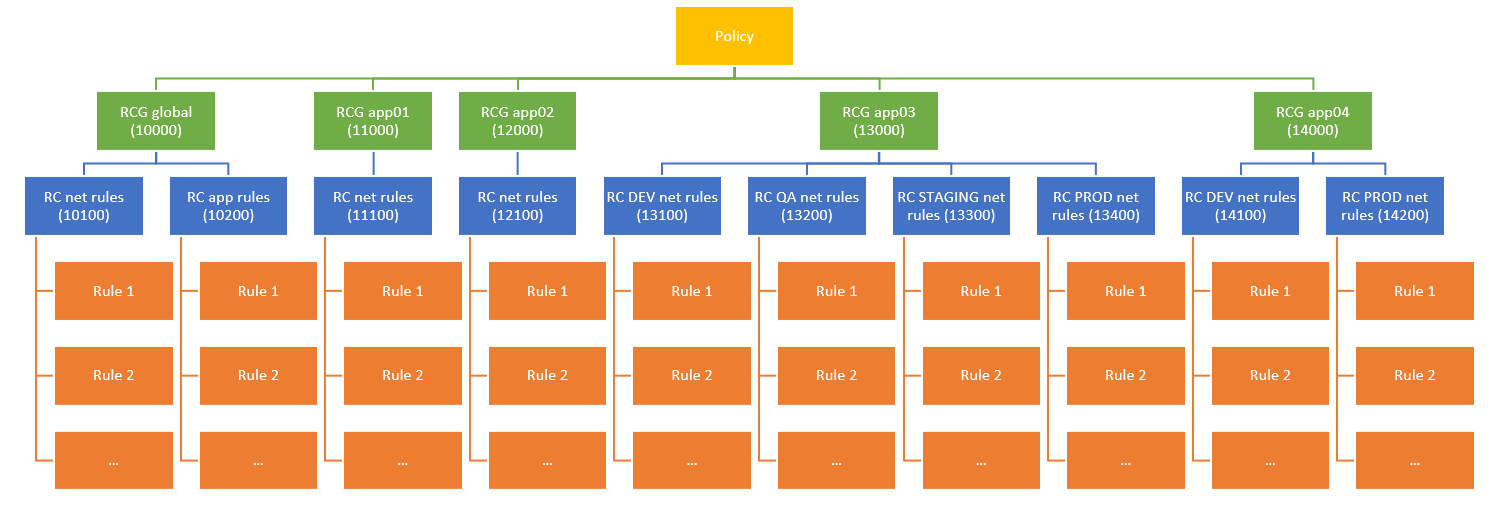 Policy
RCG global
(10000)
RCG app01
(11000)
RCG app02
(12000)
RCG app03
(13000)
RCG app04
(14000)
RC net rules
(10100)
RC app rules
(10200)
RC net rules
(11100)
RC net rules
(12100)
RC DEV net rules
(13100)
RC QA net rules
(13200)
RC STAGING net
rules (13300)
RC PROD net
rules (13400)
RC DEV net rules
(14100)
RC PROD net
rules (14200)
Rule 1
Rule 1
Rule 1
Rule 1
Rule 1
Rule 1
Rule 1
Rule 1
Rule 1
Rule 1
Rule 2
Rule 2
Rule 2
Rule 2
Rule 2
Rule 2
Rule 2
Rule 2
Rule 2
Rule 2
...
...
...
...
...
...
...
...
...
...